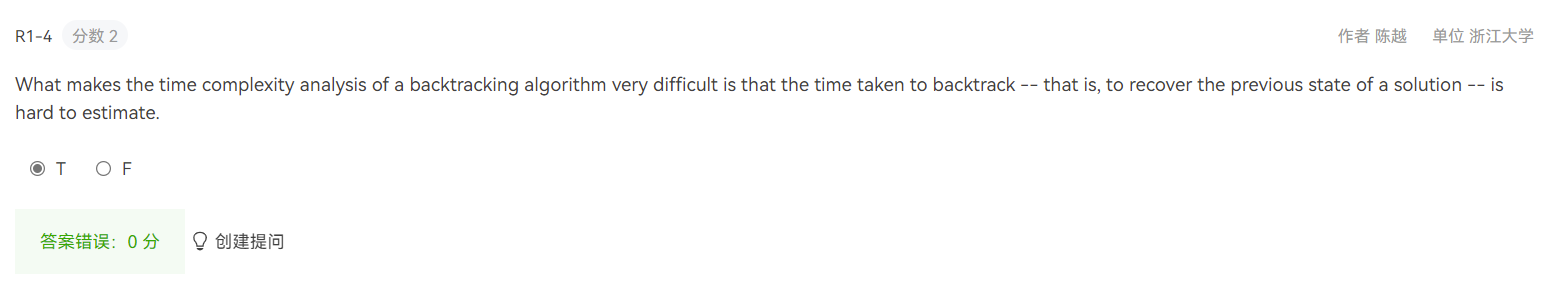 R1-4 分数 2 作者 陈越 单位 浙江大学
What makes the time complexity analysis of a backtracking algorithm very difficult is that the time taken to backtrack -- that is, to recover the previous state of a solution -- is
hard to estimate.
T F
答案错误：0 分 创建提问